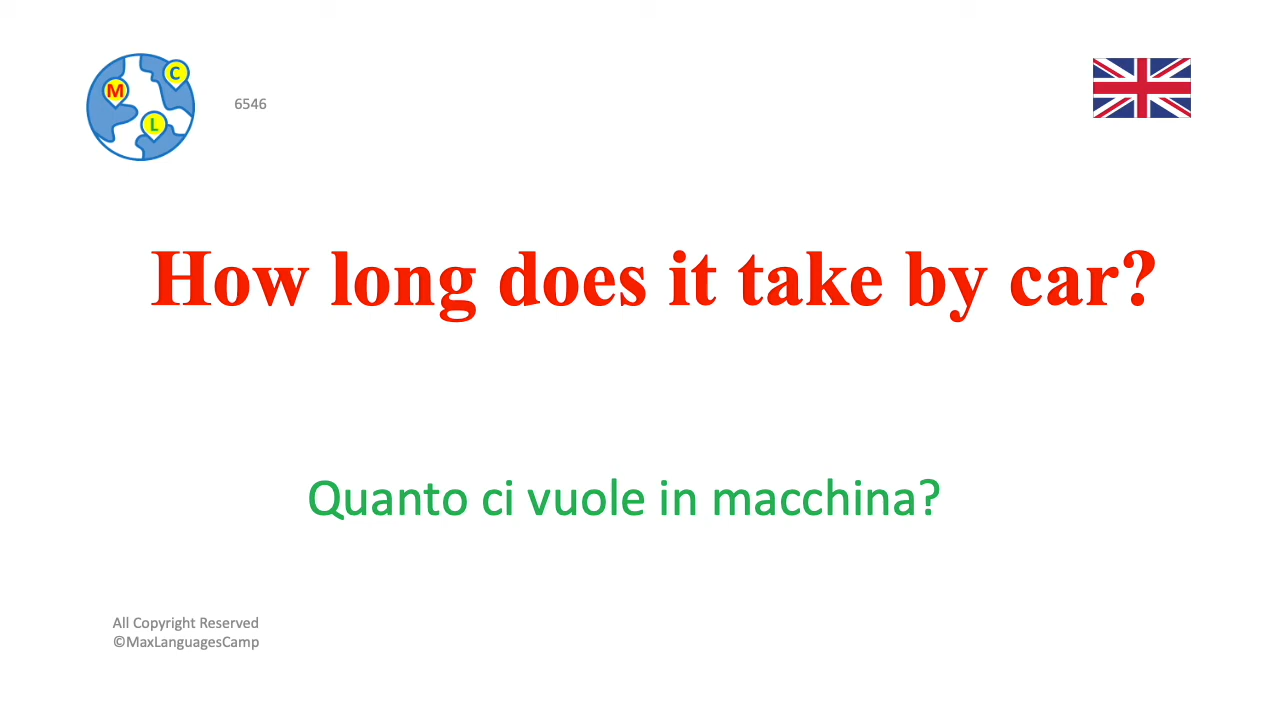 M
C
L
6546
How long does it take by car?
Quanto ci vuole in macchina?
All Copyright Reserved
©MaxLanguagesCamp